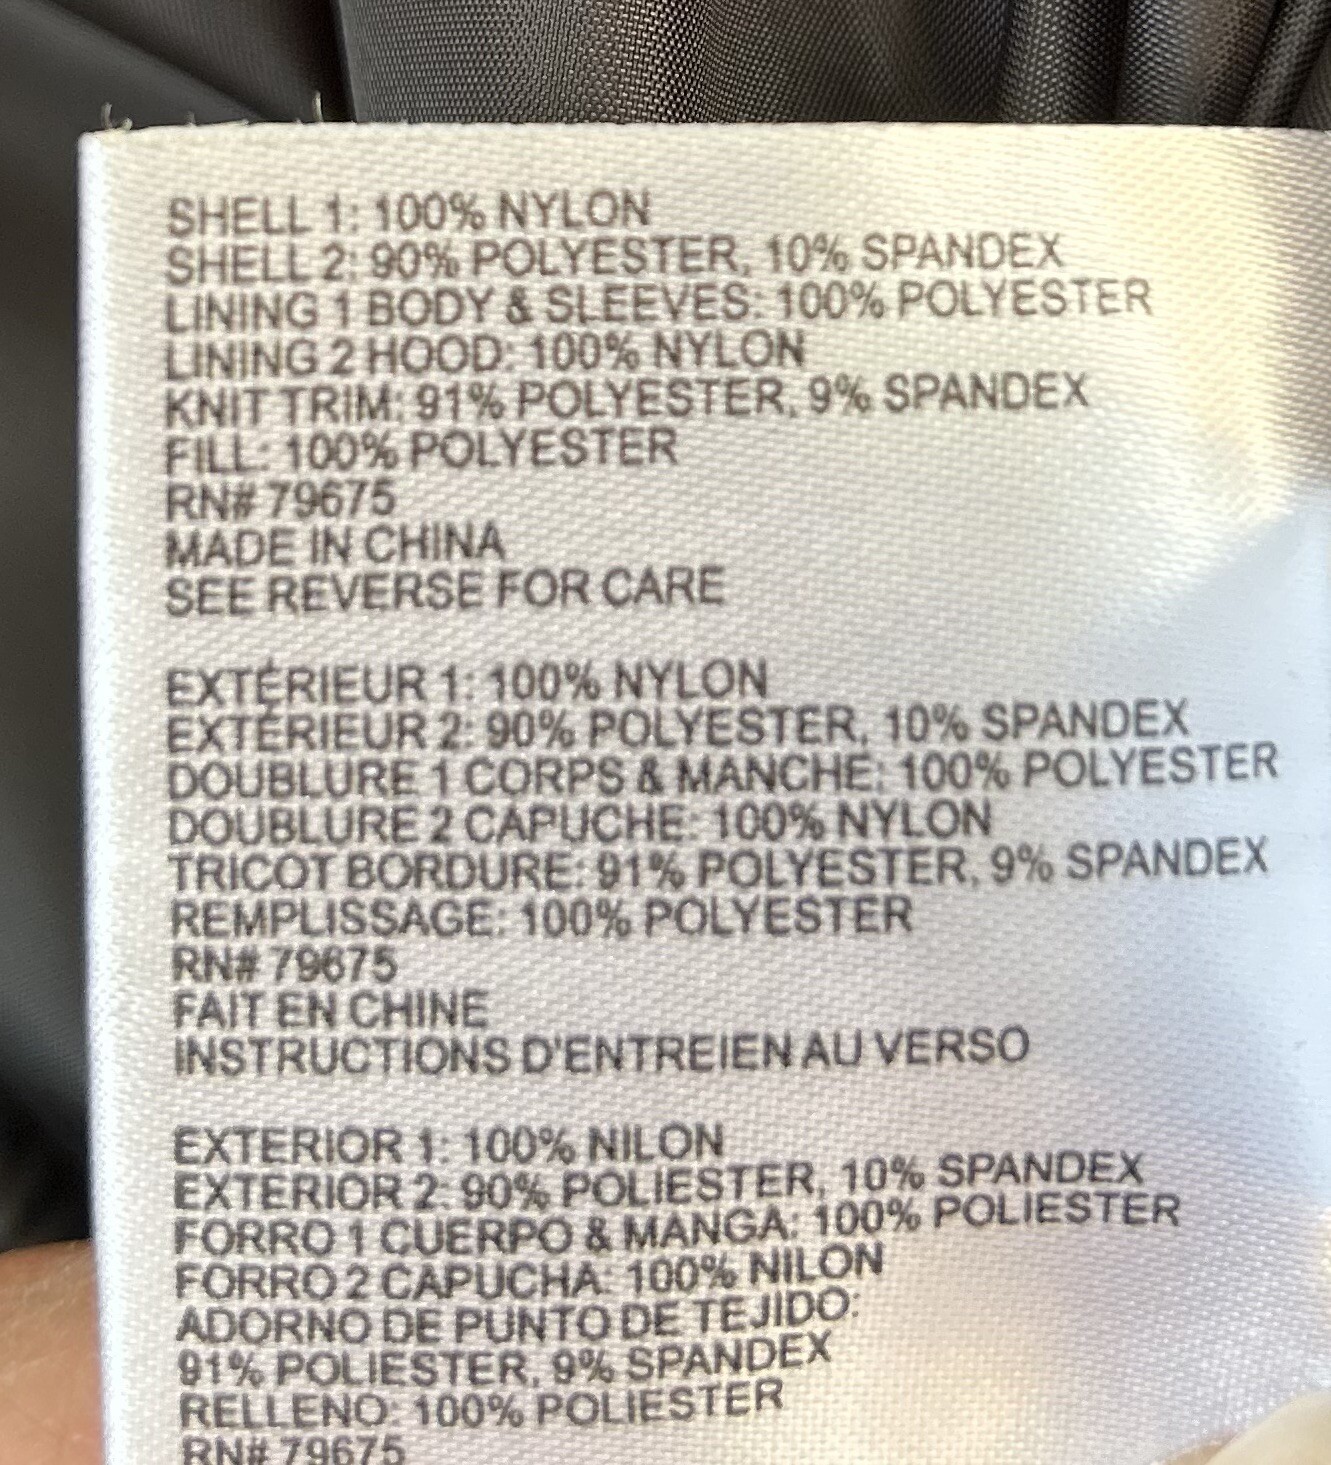 SHELL 1: 100% NYLON
SHELL 2: 90% POLYESTER, 10% SPANDEX
LINING 1 BODY & SLEEVES: 100% POLYESTER
LINING 2 HOOD: 100% NYLON
KNIT TRIM: 91% POLYESTER, 9% SPANDEX
FILL: 100% POLYESTER
RN# 79675
MADE IN CHINA
SEE REVERSE FOR CARE
EXTÉRIEUR 1: 100% NYLON
EXTÉRIEUR 2: 90% POLYESTER, 10% SPANDEX
DOUBLURE 1 CORPS & MANCHE: 100% POLYESTER
DOUBLURE 2 CAPUCHE: 100% NYLON
TRICOT BORDURE: 91% POLYESTER, 9% SPANDEX
REMPLISSAGE: 100% POLYESTER
RN# 79675
FAIT EN CHINE
INSTRUCTIONS D'ENTREIEN AU VERSO
EXTERIOR 1: 100% NILON
EXTERIOR 2: 90% POLIESTER, 10% SPANDEX
FORRO 1 CUERPO & MANGA: 100% POLIESTER
FORRO 2 CAPUCHA: 100% NILON
ADORNO DE PUNTO DE TEJIDO:
91% POLIESTER, 9% SPANDEX
RELLENO: 100% POLIESTER
RN# 79675